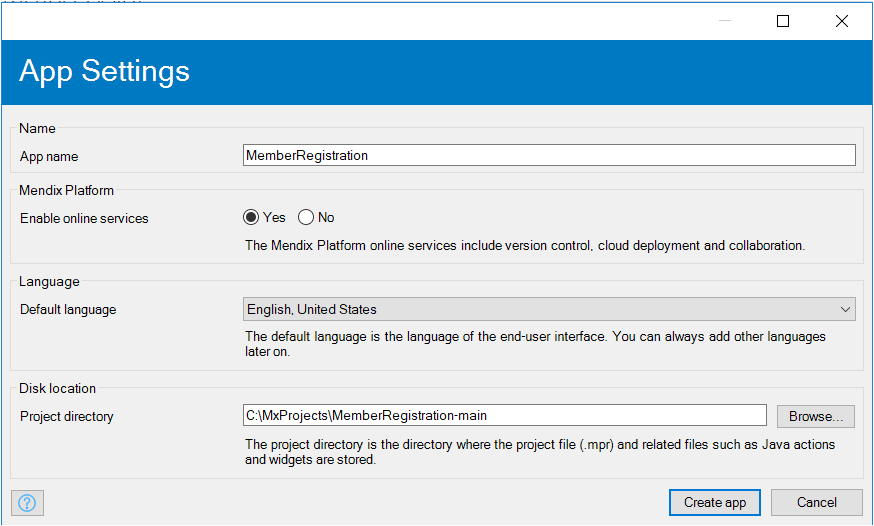 App Settings
Name
App name
MemberRegistration
Mendix Platform
Enable online services
Yes
No
The Mendix Platform online services include version control, cloud deployment and collaboration.
Language
Default language
English, United States
The default language is the language of the end-user interface. You can always add other languages
later on.
Disk location
Project directory
C:\MxProjects\MemberRegistration-main
Browse...
The project directory is the directory where the project file (.mpr) and related files such as Java actions
and widgets are stored.
?
Create app
Cancel